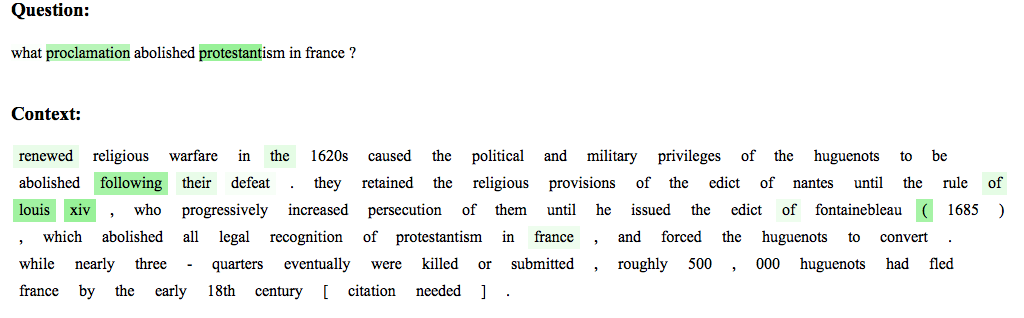 Question:
what proclamation abolished protestantism in france ?
Context:
renewed religious warfare in the 1620s caused the political and military privileges of the huguenots to be
abolished following their defeat . they retained the religious provisions of the edict of nantes until the rule of
louis xiv , who progressively increased persecution of them until he issued the edict of fontainebleau ( 1685 )
, which abolished all legal recognition of protestantism in france , and forced the huguenots to convert .
while nearly three - quarters eventually were killed or submitted , roughly 500 , 000 huguenots had fled
france by the early 18th century [ citation needed ] .